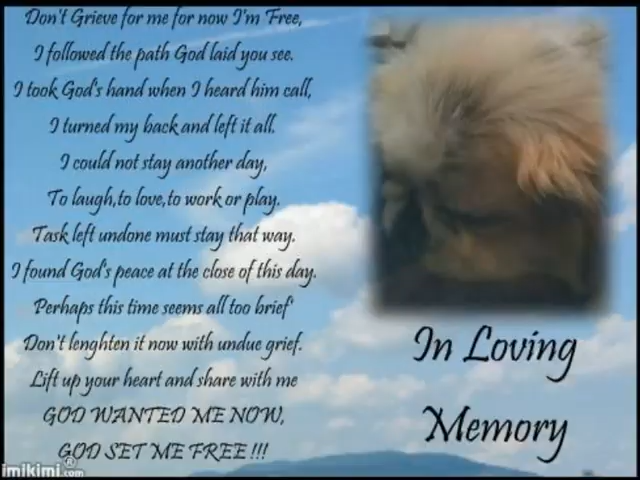 Don't Grieve for me for now I'm Free,
I followed the path God laid you see.
I took God's hand when I heard him call,
I turned my back and left it all.
I could not stay another day,
To laugh,to love,to work or play.
Task left undone must stay that way.
I found God's peace at the close of this day.
Perhaps this time seems all too brief'
Don't lenghten it now with undue grief.
Lift up your heart and share with me
GOD WANTED ME NOW,
GOD SET ME FREE !!!
In Loving
Memory
imikimi®.com